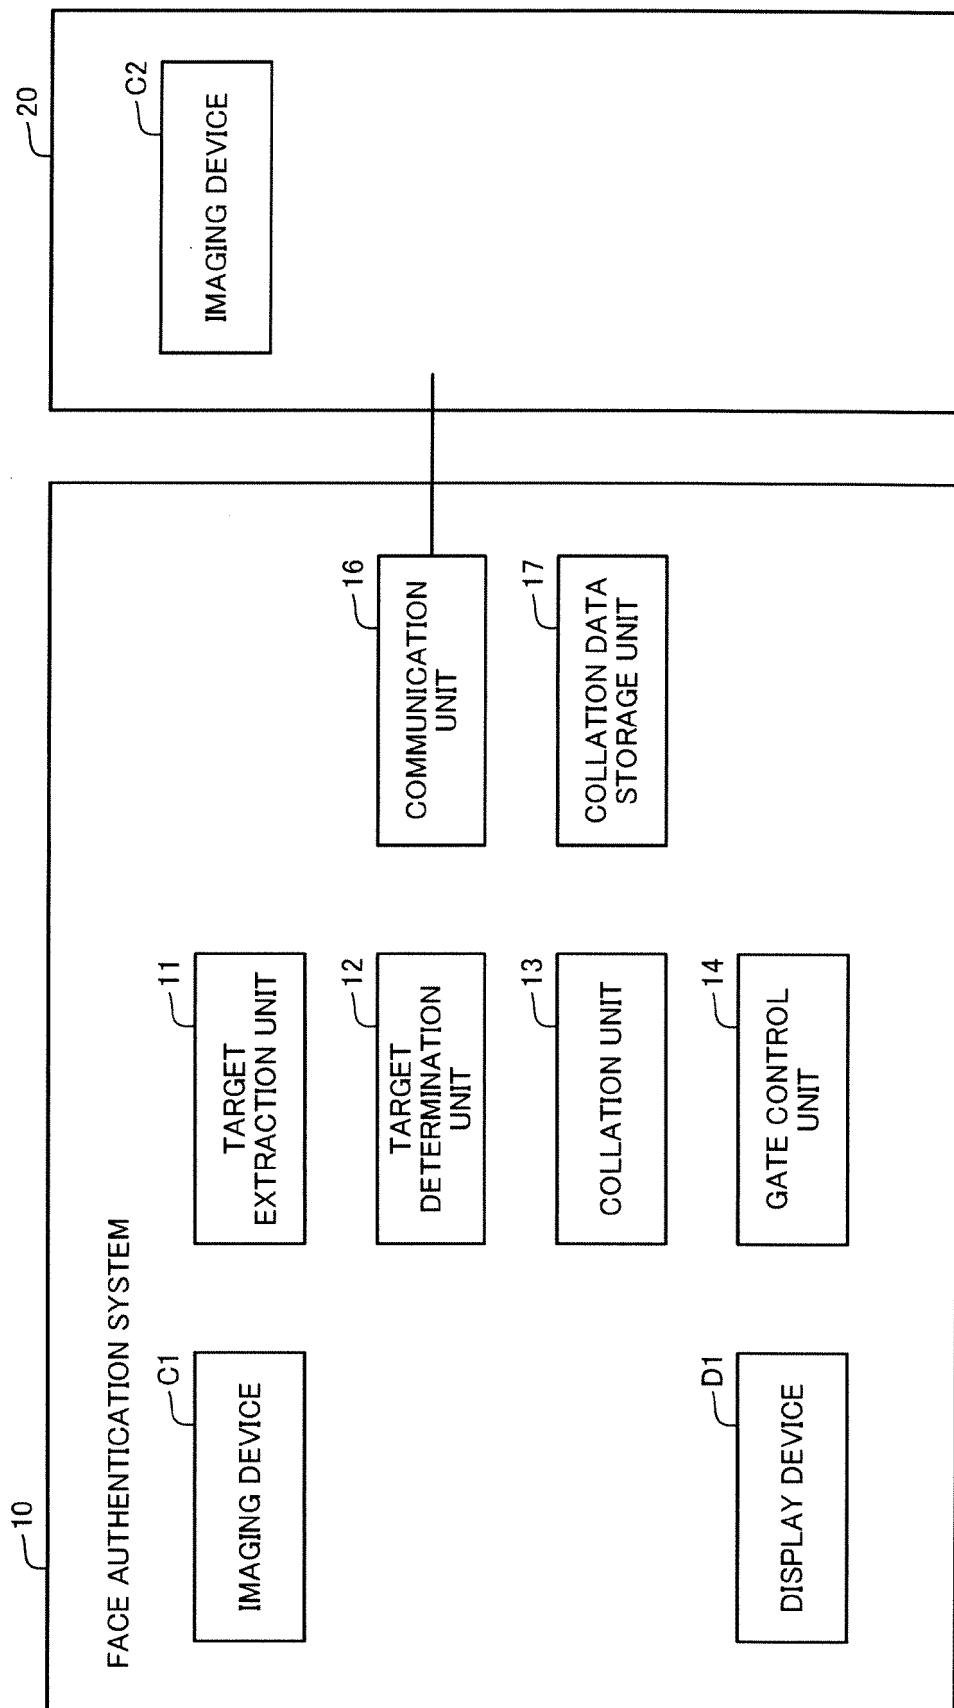 10
FACE AUTHENTICATION SYSTEM
C1
IMAGING DEVICE
D1
DISPLAY DEVICE
11
TARGET
EXTRACTION UNIT
12
TARGET
DETERMINATION
UNIT
13
COLLATION UNIT
14
GATE CONTROL
UNIT
16
COMMUNICATION
UNIT
17
COLLATION DATA
STORAGE UNIT
20
C2
IMAGING DEVICE